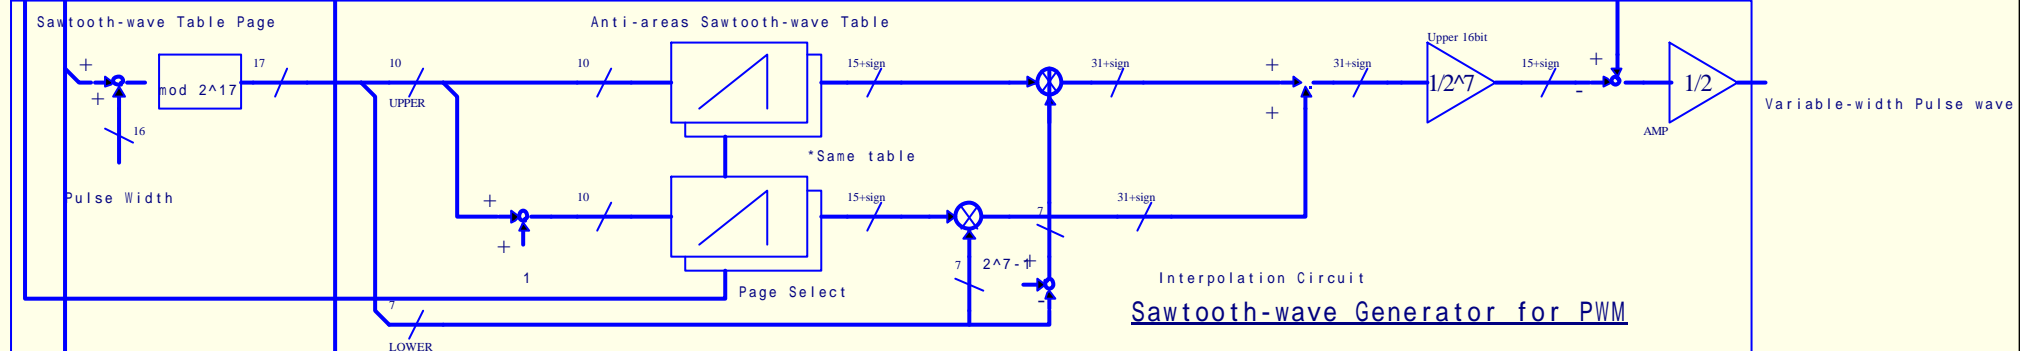 Sawtooth-wave Table Page
Anti-areas Sawtooth-wave Table
Upper 16bit
+
17
10
10
15+sign
31+sign
+
31+sign
15+sign
+
mod 2^17
1/2^7
1/2
+
UPPER
+
-
Variable-width Pulse wave
16
AMP
*Same table
Pulse Width
+
10
15+sign
7
31+sign
+
1
7
2^7-1
+
Interpolation Circuit
Page Select
-
7
Sawtooth-wave Generator for PWM
LOWER